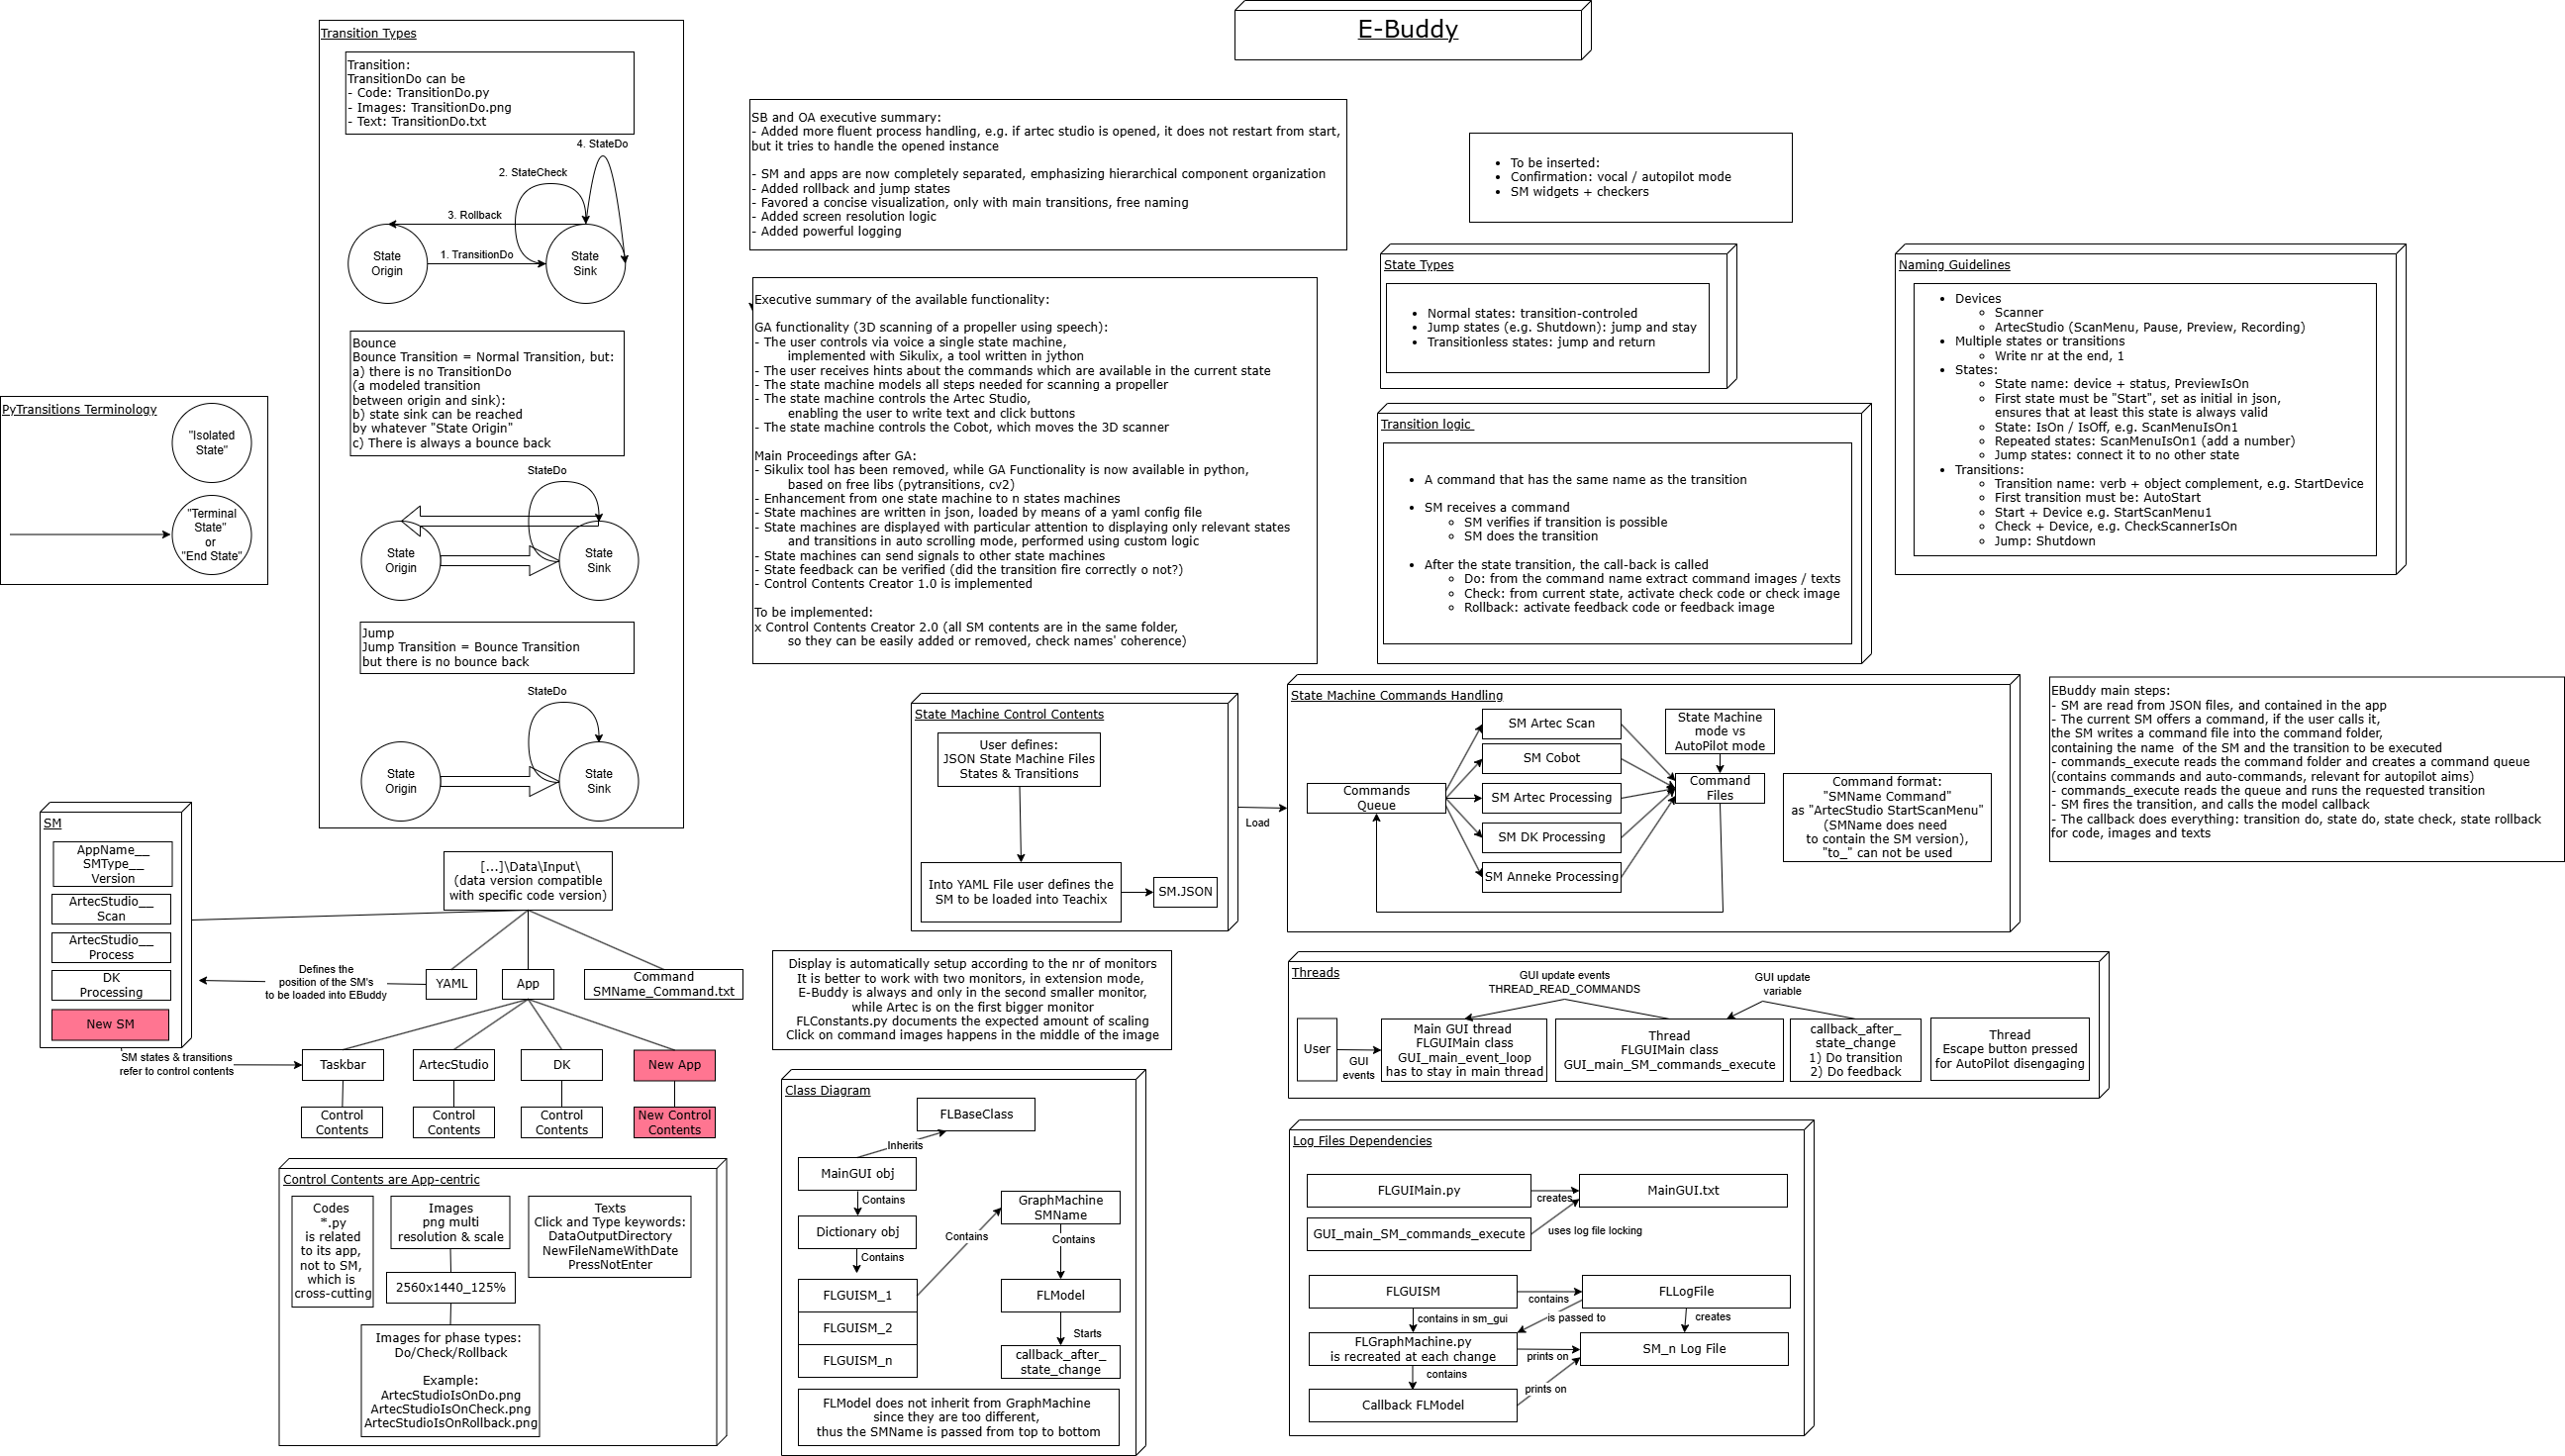 E-Buddy
Transition Types
Transition:
TransitionDo can be
- Code: TransitionDo.py
- Images: TransitionDo.png
- Text: TransitionDo.txt
4. StateDo
2. StateCheck
3. Rollback
1. TransitionDo
State
Origin
State
Sink
Bounce
Bounce Transition = Normal Transition, but:
a) there is no TransitionDo
(a modeled transition
between origin and sink):
b) state sink can be reached
by whatever "State Origin"
c) There is always a bounce back
StateDo
State
Origin
State
Sink
Jump
Jump Transition = Bounce Transition
but there is no bounce back
StateDo
State
Origin
State
Sink
PyTransitions Terminology
"Isolated
State"
"Terminal
State"
or
"End State"
SB and OA executive summary:
- Added more fluent process handling, e.g. if artec studio is opened, it does not restart from start,
but it tries to handle the opened instance
- SM and apps are now completely separated, emphasizing hierarchical component organization
- Added rollback and jump states
- Favored a concise visualization, only with main transitions, free naming
- Added screen resolution logic
- Added powerful logging
Executive summary of the available functionality:
GA functionality (3D scanning of a propeller using speech):
- The user controls via voice a single state machine,
implemented with Sikulix, a tool written in jython
- The user receives hints about the commands which are available in the current state
- The state machine models all steps needed for scanning a propeller
- The state machine controls the Artec Studio,
enabling the user to write text and click buttons
- The state machine controls the Cobot, which moves the 3D scanner
Main Proceedings after GA:
- Sikulix tool has been removed, while GA Functionality is now available in python,
based on free libs (pytransitions, cv2)
- Enhancement from one state machine to n states machines
- State machines are written in json, loaded by means of a yaml config file
- State machines are displayed with particular attention to displaying only relevant states
and transitions in auto scrolling mode, performed using custom logic
- State machines can send signals to other state machines
- State feedback can be verified (did the transition fire correctly o not?)
- Control Contents Creator 1.0 is implemented
To be implemented:
x Control Contents Creator 2.0 (all SM contents are in the same folder,
so they can be easily added or removed, check names' coherence)
• To be inserted:
• Confirmation: vocal / autopilot mode
• SM widgets + checkers
State Types
• Normal states: transition-controled
• Jump states (e.g. Shutdown): jump and stay
• Transitionless states: jump and return
Transition logic
• A command that has the same name as the transition
• SM receives a command
◦ SM verifies if transition is possible
◦ SM does the transition
• After the state transition, the call-back is called
◦ Do: from the command name extract command images / texts
◦ Check: from current state, activate check code or check image
◦ Rollback: activate feedback code or feedback image
Naming Guidelines
• Devices
◦ Scanner
◦ ArtecStudio (ScanMenu, Pause, Preview, Recording)
• Multiple states or transitions
◦ Write nr at the end, 1
• States:
◦ State name: device + status, PreviewIsOn
◦ First state must be "Start", set as initial in json,
ensures that at least this state is always valid
◦ State: IsOn / IsOff, e.g. ScanMenuIsOn1
◦ Repeated states: ScanMenuIsOn1 (add a number)
◦ Jump states: connect it to no other state
• Transitions:
◦ Transition name: verb + object complement, e.g. StartDevice
◦ First transition must be: AutoStart
◦ Start + Device e.g. StartScanMenu1
◦ Check + Device, e.g. CheckScannerIsOn
◦ Jump: Shutdown
State Machine Control Contents
User defines:
JSON State Machine Files
States & Transitions
Into YAML File user defines the
SM to be loaded into Teachix
SM.JSON
Load
State Machine Commands Handling
Commands
Queue
SM Artec Scan
SM Cobot
SM Artec Processing
SM DK Processing
SM Anneke Processing
State Machine
mode vs
AutoPilot mode
Command
Files
Command format:
"SMName Command"
as "ArtecStudio StartScanMenu"
(SMName does need
to contain the SM version),
"to_" can not be used
EBuddy main steps:
- SM are read from JSON files, and contained in the app
- The current SM offers a command, if the user calls it,
the SM writes a command file into the command folder,
containing the name  of the SM and the transition to be executed
- commands_execute reads the command folder and creates a command queue
(contains commands and auto-commands, relevant for autopilot aims)
- commands_execute reads the queue and runs the requested transition
- SM fires the transition, and calls the model callback
- The callback does everything: transition do, state do, state check, state rollback
for code, images and texts
SM
AppName__
SMType__
Version
ArtecStudio__
Scan
ArtecStudio__
Process
DK
Processing
New SM
[...]\Data\Input\
(data version compatible
with specific code version)
Defines the
position of the SM's
to be loaded into EBuddy
YAML
App
Command
SMName_Command.txt
SM states & transitions
refer to control contents
Taskbar
ArtecStudio
DK
New App
Control
Contents
Control
Contents
Control
Contents
New Control
Contents
Control Contents are App-centric
Codes
*.py
is related
to its app,
not to SM,
which is
cross-cutting
Images
png multi
resolution & scale
2560x1440_125%
Images for phase types:
Do/Check/Rollback
Example:
ArtecStudioIsOnDo.png
ArtecStudioIsOnCheck.png
ArtecStudioIsOnRollback.png
Texts
Click and Type keywords:
DataOutputDirectory
NewFileNameWithDate
PressNotEnter
Display is automatically setup according to the nr of monitors
It is better to work with two monitors, in extension mode,
E-Buddy is always and only in the second smaller monitor,
while Artec is on the first bigger monitor
FLConstants.py documents the expected amount of scaling
Click on command images happens in the middle of the image
Class Diagram
FLBaseClass
Inherits
MainGUI obj
Contains
Dictionary obj
Contains
FLGUISM_1
FLGUISM_2
FLGUISM_n
Contains
GraphMachine
SMName
Contains
FLModel
Starts
callback_after_
state_change
FLModel does not inherit from GraphMachine
since they are too different,
thus the SMName is passed from top to bottom
Threads
GUI update events
THREAD_READ_COMMANDS
GUI update
variable
User
GUI
events
Main GUI thread
FLGUIMain class
GUI_main_event_loop
has to stay in main thread
Thread
FLGUIMain class
GUI_main_SM_commands_execute
callback_after_
state_change
1) Do transition
2) Do feedback
Thread
Escape button pressed
for AutoPilot disengaging
Log Files Dependencies
FLGUIMain.py
creates
MainGUI.txt
GUI_main_SM_commands_execute
uses log file locking
FLGUISM
contains
FLLogFile
contains in sm_gui
is passed to
creates
FLGraphMachine.py
is recreated at each change
prints on
SM_n Log File
contains
prints on
Callback FLModel